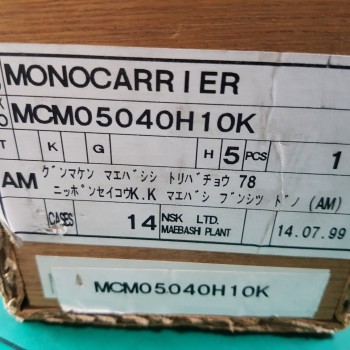 MONOCARRIER
KO MCM05040H10K
T K G H 5 PCS 1
AM グンマケン マエバシシ トリバチョウ 78
ニッポンセイコウK.K マエバシ ブンシツ ドノ (AM)
CASES 14 NSK LTD. MAEBASHI PLANT 14.07.99
MCM05040H10K